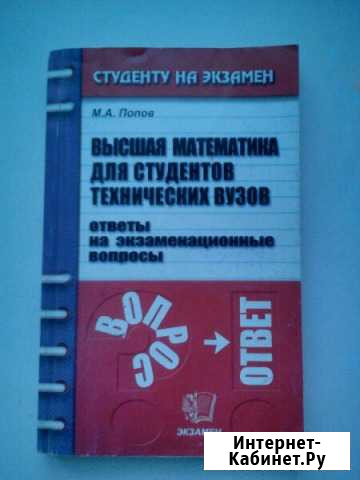 СТУДЕНТУ НА ЭКЗАМЕН
М.А. Попов
ВЫСШАЯ МАТЕМАТИКА
ДЛЯ СТУДЕНТОВ
ТЕХНИЧЕСКИХ ВУЗОВ
ответы
на экзаменационные
вопросы
ВОПРОС
ОТВЕТ
ЭКЗАМЕН
Интернет-
Кабинет.Ру